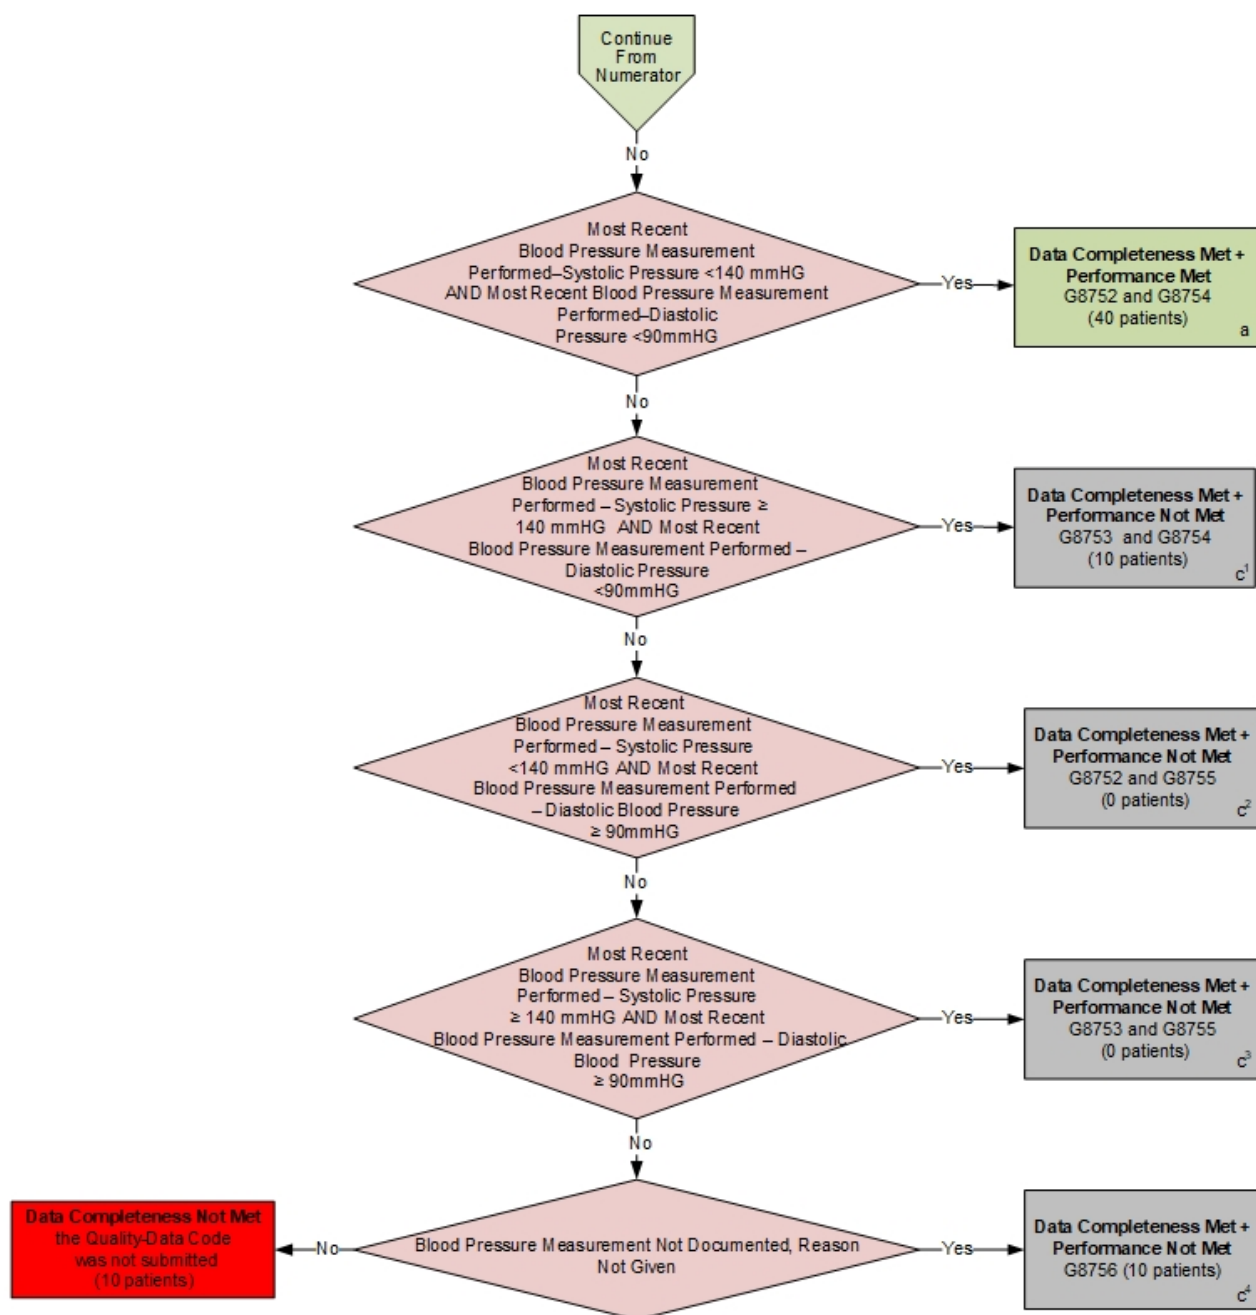 Continue
From
Numerator
No
Most Recent
Blood Pressure Measurement
Performed–Systolic Pressure <140 mmHG
AND Most Recent Blood Pressure Measurement
Performed–Diastolic
Pressure <90mmHG
Yes
Data Completeness Met +
Performance Met
G8752 and G8754
(40 patients)
a
No
Most Recent
Blood Pressure Measurement
Performed – Systolic Pressure ≥
140 mmHG AND Most Recent
Blood Pressure Measurement Performed –
Diastolic Pressure
<90mmHG
Yes
Data Completeness Met +
Performance Not Met
G8753 and G8754
(10 patients)
c¹
No
Most Recent
Blood Pressure Measurement
Performed – Systolic Pressure
<140 mmHG AND Most Recent
Blood Pressure Measurement Performed
– Diastolic Blood Pressure
≥ 90mmHG
Yes
Data Completeness Met +
Performance Not Met
G8752 and G8755
(0 patients)
c²
No
Most Recent
Blood Pressure Measurement
Performed – Systolic Pressure
≥ 140 mmHG AND Most Recent
Blood Pressure Measurement Performed – Diastolic
Blood Pressure
≥ 90mmHG
Yes
Data Completeness Met +
Performance Not Met
G8753 and G8755
(0 patients)
c³
No
Data Completeness Not Met
the Quality-Data Code
was not submitted
(10 patients)
No
Blood Pressure Measurement Not Documented, Reason
Not Given
Yes
Data Completeness Met +
Performance Not Met
G8756 (10 patients)
c⁴